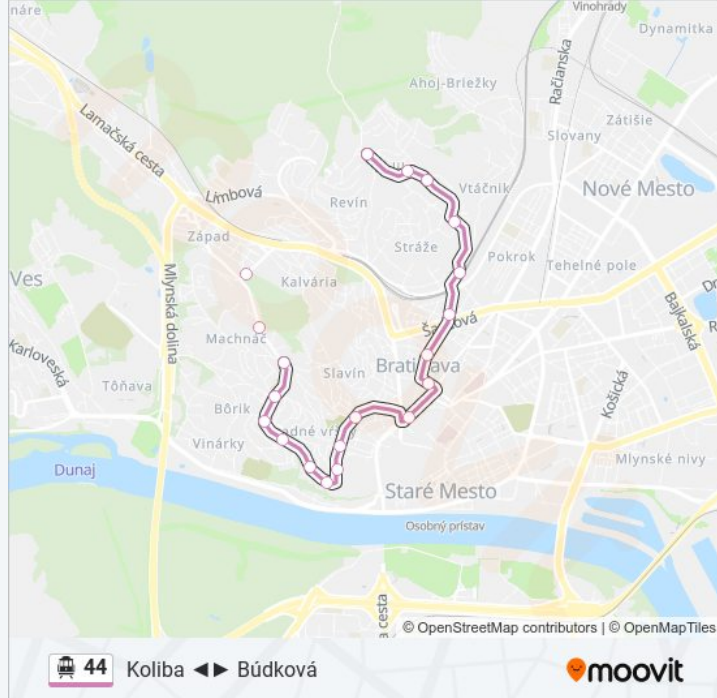 náre
Vinohrady
Dynamitka
Račianska
Ahoj-Briežky
Lamačská cesta
Zátišie
Slovany
Límbová
Vtáčnik
Nové Mesto
Revín
Západ
Stráže
Pokrok
Tehelné pole
Ves
Kalvária
Mlynská dolina
Bajkalská
Machnáč
Karloveská
Slavín
Košická
Tôňava
Bôrik
Vinárky
Mlynské nivy
Dunaj
Staré Mesto
Osobný prístav
a cesta
© OpenStreetMap contributors | © OpenMapTiles
44 Koliba ◄► Búdková
moovit